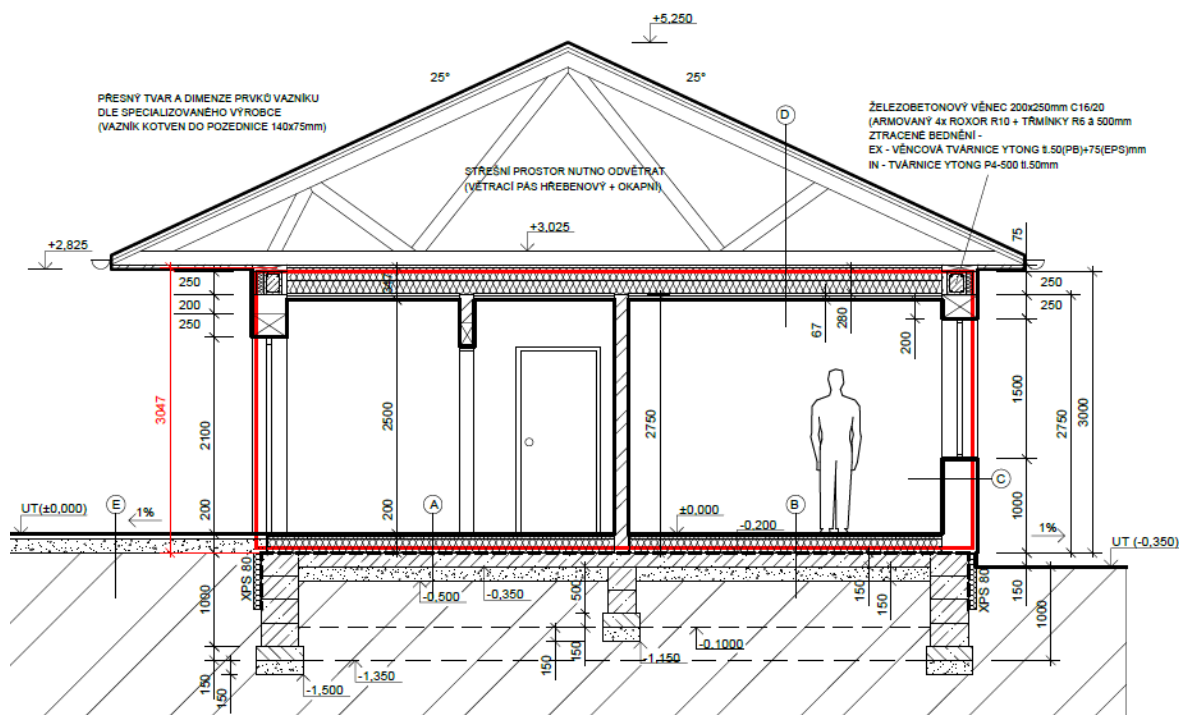 +5,250
25°
25°
PŘESNÝ TVAR A DIMENZE PRVKŮ VAZNÍKU
DLE SPECIALIZOVANÉHO VÝROBCE
(VAZNÍK KOTVEN DO POZEDNICE 140x75mm)
ŽELEZOBETONOVÝ VĚNEC 200x250mm C16/20
(ARMOVANÝ 4x ROXOR R10 + TŘMÍNKY R6 á 500mm
ZTRACENÉ BEDNĚNÍ -
EX - VĚNCOVÁ TVÁRNICE YTONG tl.50(PB)+75(EPS)mm
IN - TVÁRNICE YTONG P4-500 tl.50mm
D
STŘEŠNÍ PROSTOR NUTNO ODVĚTRAT
(VĚTRACÍ PÁS HŘEBENOVÝ + OKAPNÍ)
+2,825
+3,025
75
250
200
250
347
67
280
200
250
250
3047
2100
2500
2750
1500
2750
3000
200
200
1000
UT(±0,000)
1%
E
A
B
C
±0,000
-0.200
1%
UT (-0,350)
XPS 80
XPS 80
1000
-0,500
-0,350
500
150
150
150
1000
-0.1000
150
150
-1,150
150
150
-1,350
-1,500